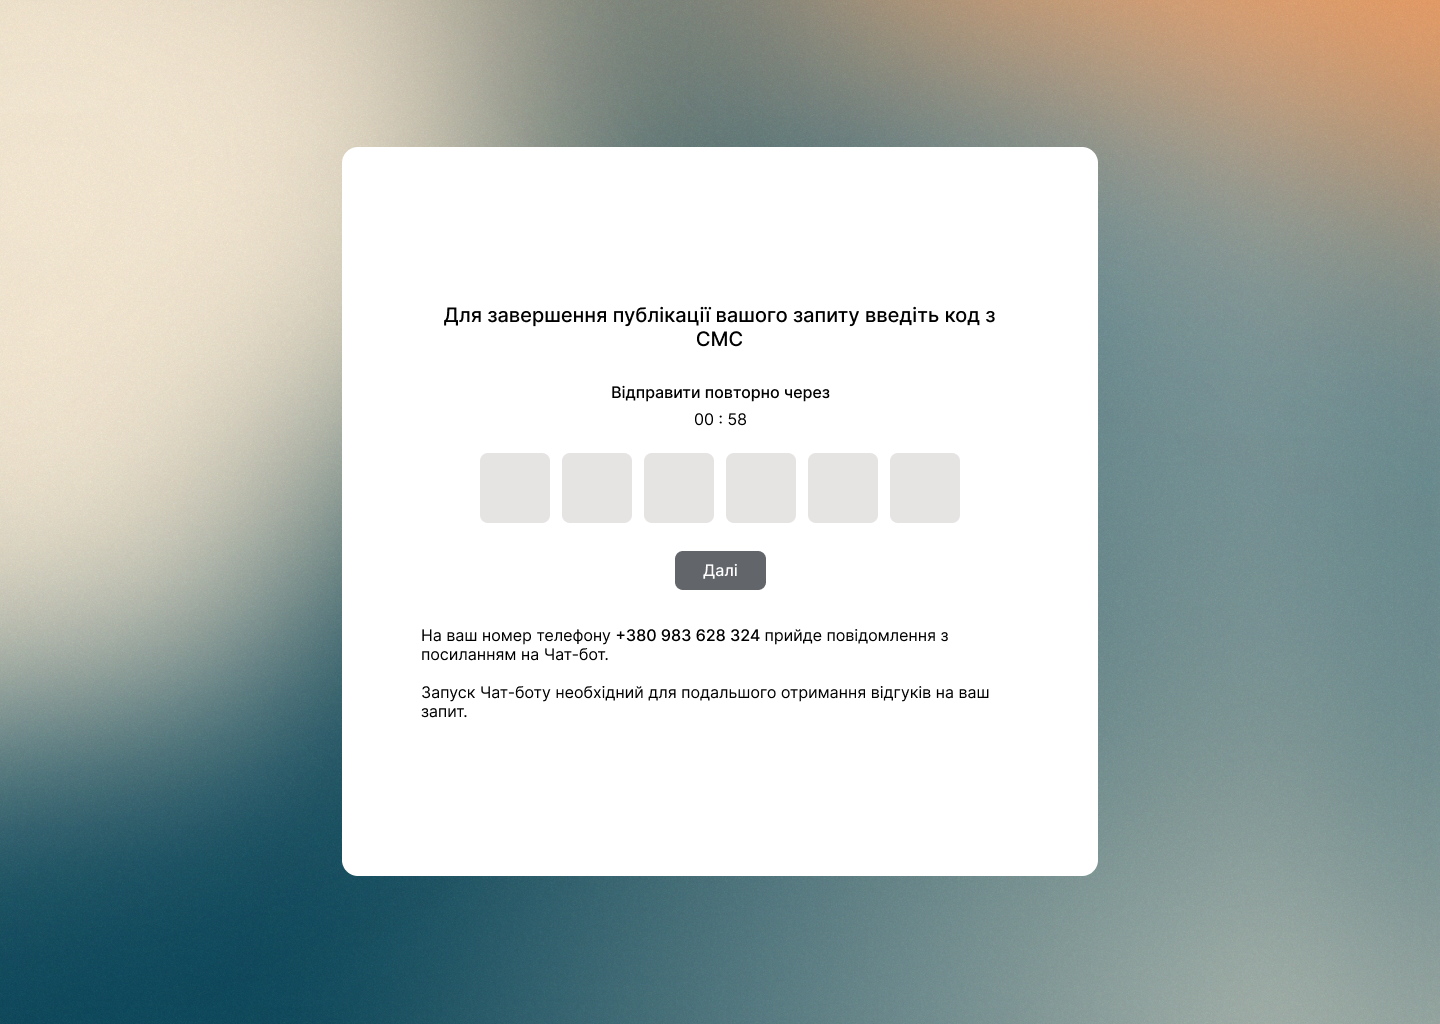 Для завершення публікації вашого запиту введіть код з
СМС
Відправити повторно через
00 : 58
Далі
На ваш номер телефону +380 983 628 324 прийде повідомлення з
посиланням на Чат-бот.
Запуск Чат-боту необхідний для подальшого отримання відгуків на ваш
запит.